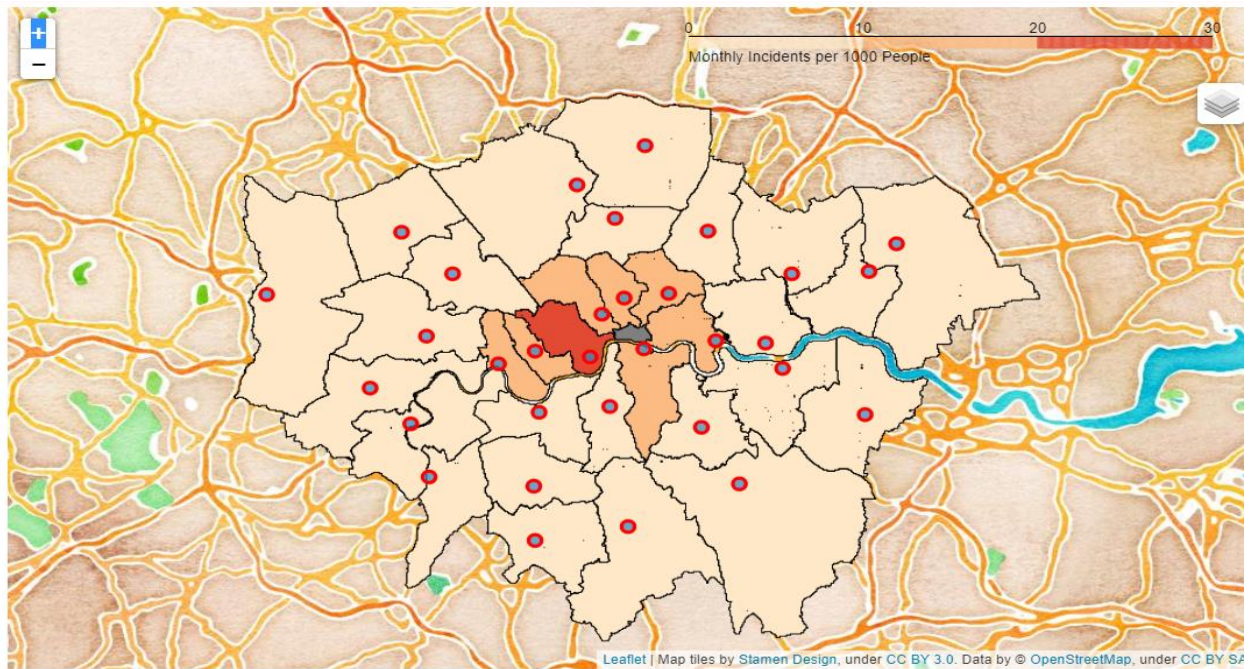 +
−
0 10 20 30
Monthly Incidents per 1000 People
Leaflet | Map tiles by Stamen Design, under CC BY 3.0. Data by © OpenStreetMap, under CC BY SA